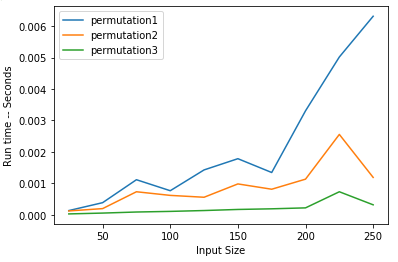 permutation1
permutation2
permutation3
0.006
0.005
0.004
0.003
0.002
0.001
0.000
Run time -- Seconds
50 100 150 200 250
Input Size